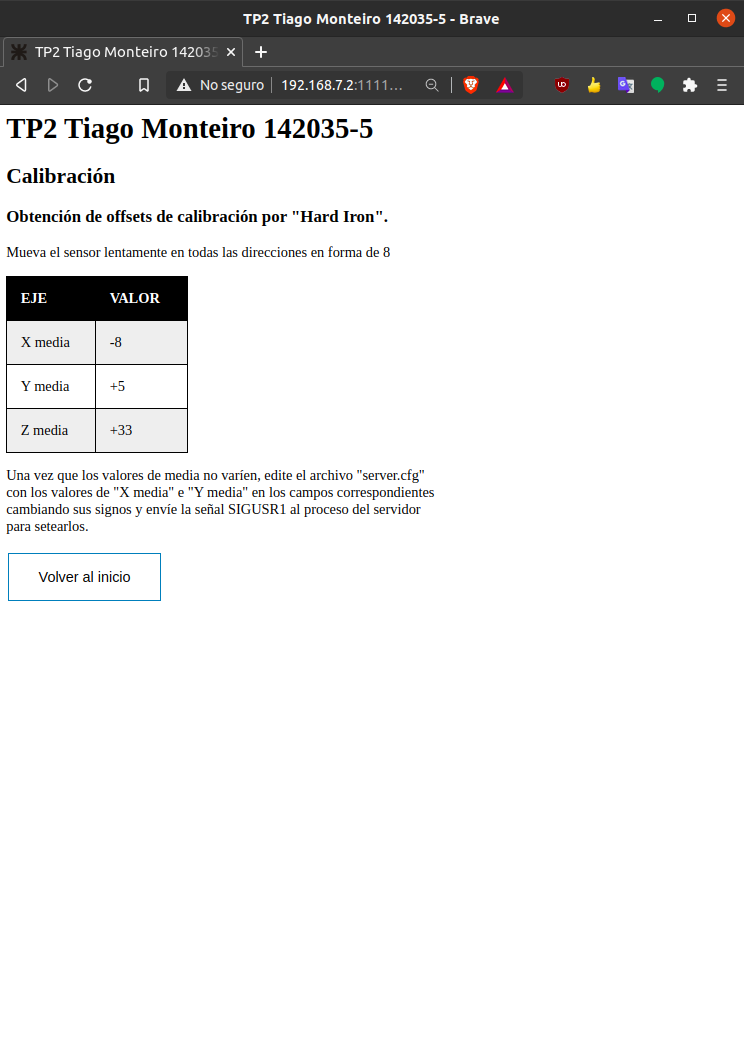 TP2 Tiago Monteiro 142035-5 - Brave
TP2 Tiago Monteiro 142035
No seguro 192.168.7.2:1111…
TP2 Tiago Monteiro 142035-5
Calibración
Obtención de offsets de calibración por "Hard Iron".
Mueva el sensor lentamente en todas las direcciones en forma de 8
EJE VALOR
X media -8
Y media +5
Z media +33
Una vez que los valores de media no varíen, edite el archivo "server.cfg"
con los valores de "X media" e "Y media" en los campos correspondientes
cambiando sus signos y envíe la señal SIGUSR1 al proceso del servidor
para setearlos.
Volver al inicio